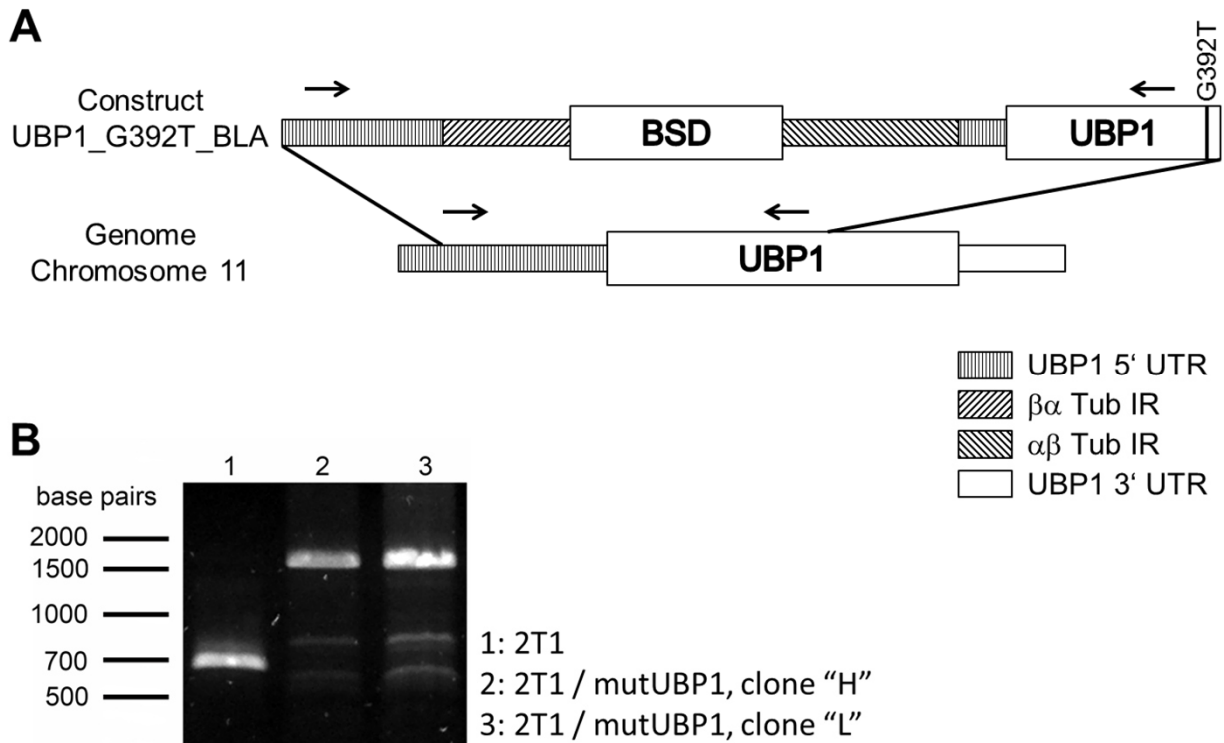 A
G392T
Construct
UBP1_G392T_BLA
BSD
UBP1
Genome
Chromosome 11
UBP1
UBP1 5‘ UTR
βα Tub IR
αβ Tub IR
UBP1 3‘ UTR
B
1 2 3
base pairs
2000
1500
1000
700
500
1: 2T1
2: 2T1 / mutUBP1, clone “H”
3: 2T1 / mutUBP1, clone “L”